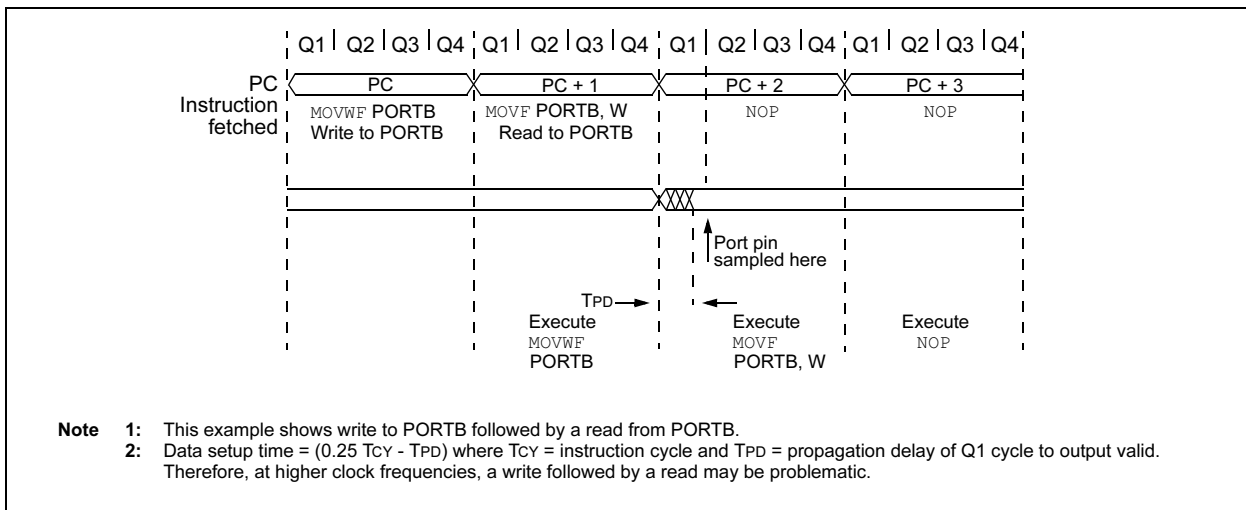 Q1 Q2 Q3 Q4 Q1 Q2 Q3 Q4 Q1 Q2 Q3 Q4 Q1 Q2 Q3 Q4
PC PC PC + 1 PC + 2 PC + 3
Instruction fetched
MOVWF PORTB
Write to PORTB
MOVF PORTB, W
Read to PORTB
NOP
NOP
Port pin
sampled here
TPD
Execute
MOVWF
PORTB
Execute
MOVF
PORTB, W
Execute
NOP
Note 1: This example shows write to PORTB followed by a read from PORTB.
2: Data setup time = (0.25 TCY - TPD) where TCY = instruction cycle and TPD = propagation delay of Q1 cycle to output valid.
Therefore, at higher clock frequencies, a write followed by a read may be problematic.